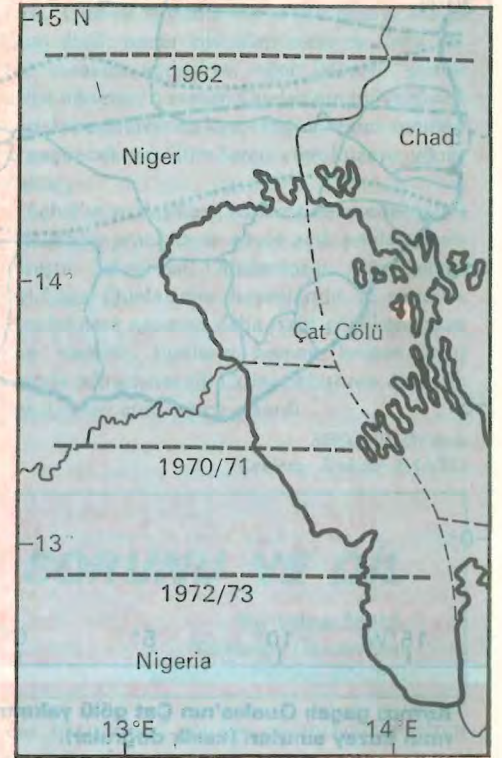 15 N
1962
Chad
Niger
14°
Çat Gölü
1970/71
13°
1972/73
Nigeria
13°E
14°E